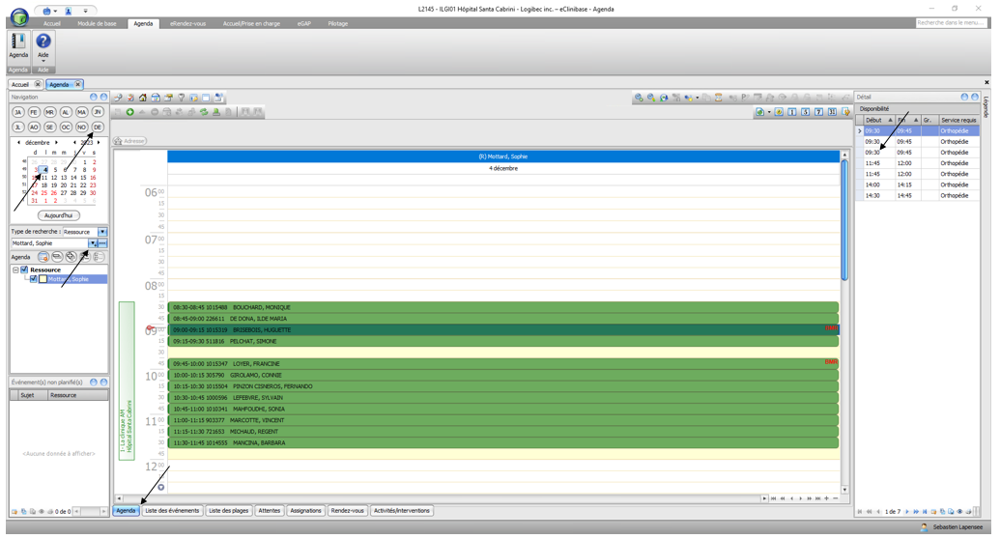 L2145 - ILGI01 Hôpital Santa Cabrini - Logibec inc. – eClinibase - Agenda
Accueil Module de base Agenda eRendez-vous Accueil/Prise en charge eGAP Pilotage
Recherche dans le menu...
Agenda Aide
Agenda Aide
Accueil Agenda
Navigation
JA FE MR AL MA JN
JL AO SE OC NO DE
décembre 2023
d l m m j v s
48 1 2
49 3 4 5 6 7 8 9
50 11 12 13 14 15 16
51 17 18 19 20 21 22 23
52 24 25 26 27 28 29 30
31 1 2
Aujourd'hui
Type de recherche : Ressource
Mottard, Sophie
Agenda
Ressource
Mottard, Sophie
Événement(s) non planifié(s)
Sujet Ressource
<Aucune donnée à afficher>
0 de 0
Adresse
(R) Mottard, Sophie
4 décembre
06 00
15
30
45
07 00
15
30
45
08 00
15
30 08:30-08:45 1015488 BOUCHARD, MONIQUE
45 08:45-09:00 226611 DE DONA, ILDE MARIA
09 00 09:00-09:15 1015319 BRISEBOIS, HUGUETTE
15 09:15-09:30 511816 PELCHAT, SIMONE
30
45 09:45-10:00 1015347 LOYER, FRANCINE
10 00 10:00-10:15 305790 GIROLAMO, CONNIE
15 10:15-10:30 1015504 PINZON CISNEROS, FERNANDO
30 10:30-10:45 1000596 LEFEBVRE, SYLVAIN
45 10:45-11:00 1010341 MAHFOUDHI, SONIA
11 00 11:00-11:15 903377 MARCOTTE, VINCENT
15 11:15-11:30 721653 MICHAUD, REGENT
30 11:30-11:45 1014555 MANCINA, BARBARA
45
12 00
1- La clinique AM
Hôpital Santa Cabrini
Agenda Liste des événements Liste des plages Attentes Assignations Rendez-vous Activités/interventions
Détail
Disponibilité
Début Fin Gr. Service requis
09:30 09:45 Orthopédie
09:30 09:45 Orthopédie
09:30 09:45 Orthopédie
11:45 12:00 Orthopédie
11:45 12:00 Orthopédie
14:00 14:15 Orthopédie
14:30 14:45 Orthopédie
1 de 7
Légende
Sebastien Lapensee